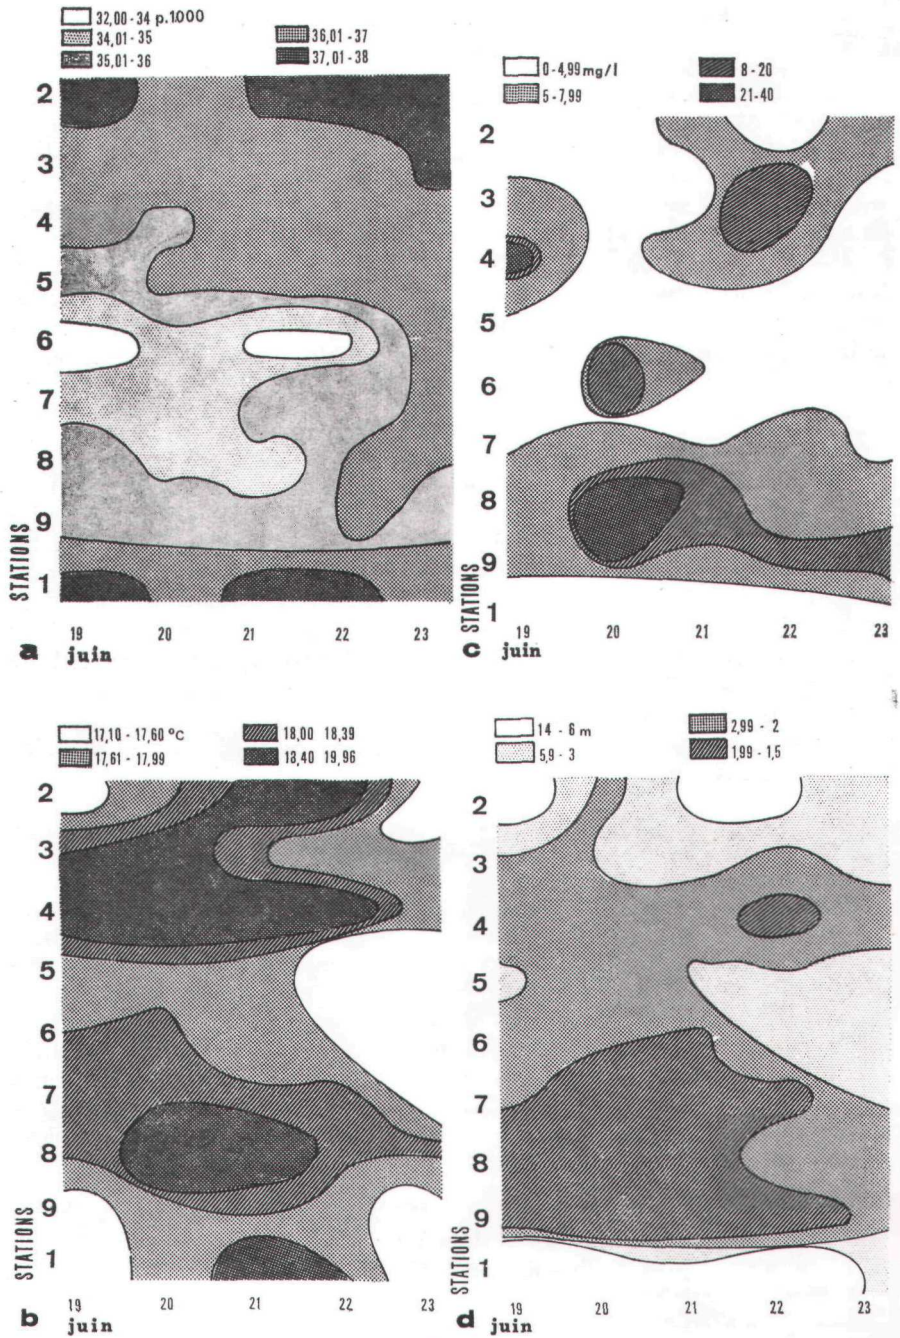 32,00-34 p.1000
34,01-35
35,01-36
36,01-37
37,01-38
2
3
4
5
6
7
8
9
1
STATIONS
19 20 21 22 23
juin
a
0-4,99 mg/l
5-7,99
8-20
21-40
2
3
4
5
6
7
8
9
1
STATIONS
19 20 21 22 23
juin
c
17,10-17,60 °C
17,61-17,99
18,00 18,39
18,40 19,96
2
3
4
5
6
7
8
9
1
STATIONS
19 20 21 22 23
juin
b
14 - 6 m
5,9-3
2,99-2
1,99-1,5
2
3
4
5
6
7
8
9
1
STATIONS
19 20 21 22 23
juin
d